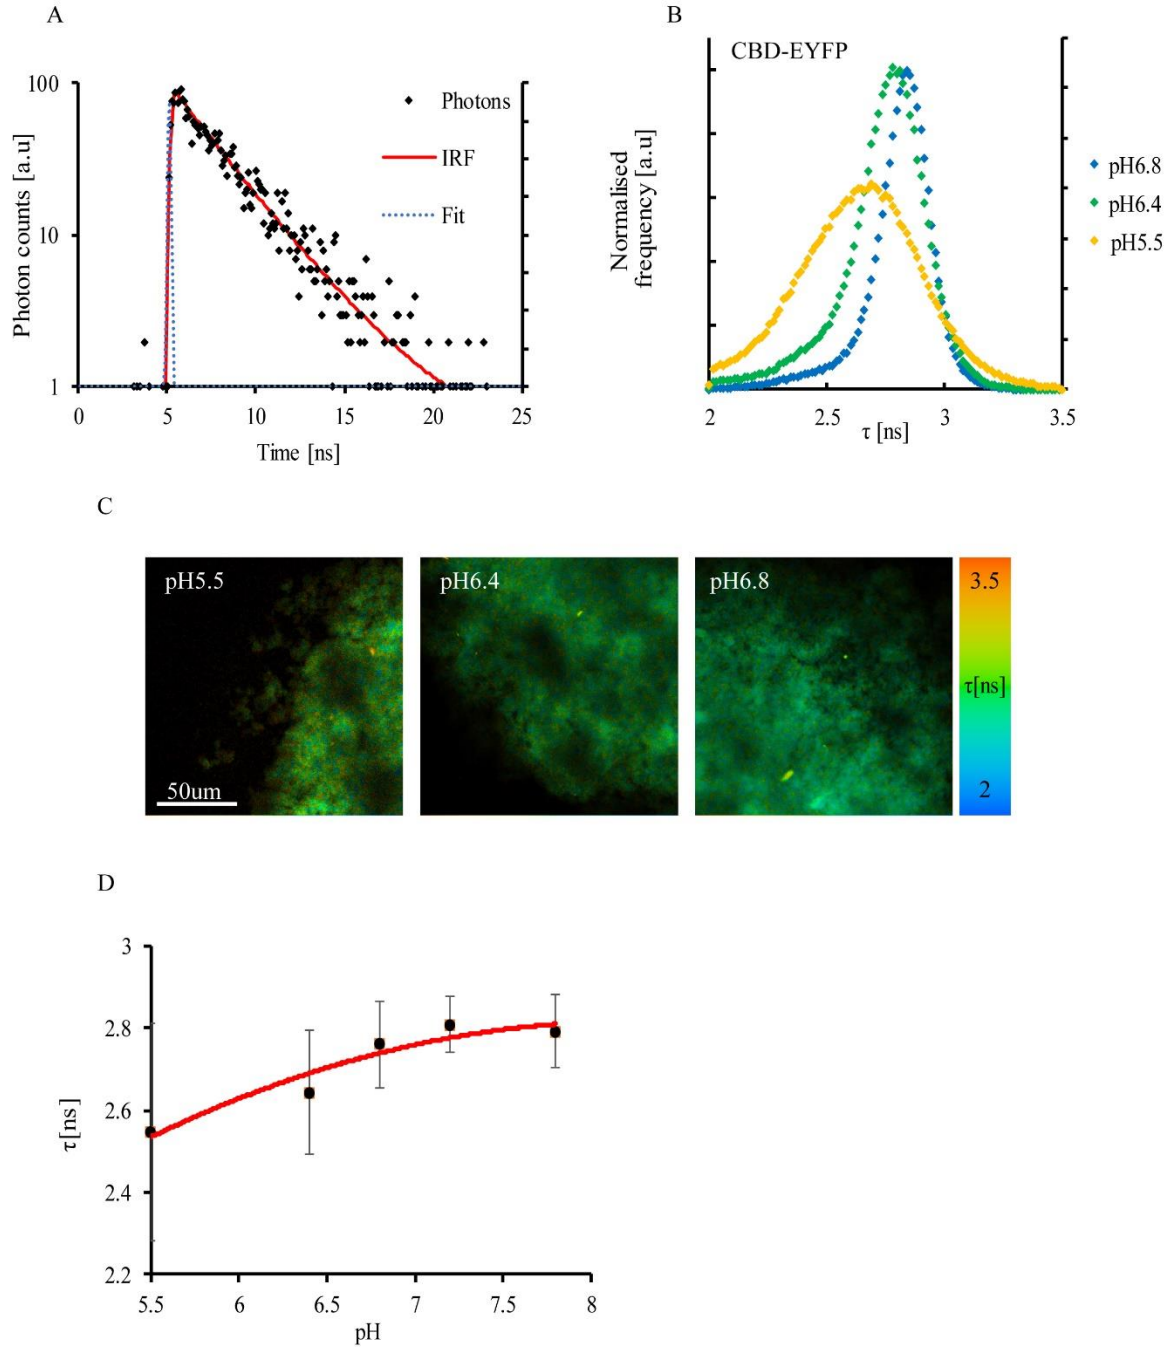 A
Photon counts [a.u]
100
10
1
Photons
IRF
Fit
0
5
10
15
20
25
Time [ns]
B
CBD-EYFP
Normalised
frequency [a.u]
pH6.8
pH6.4
pH5.5
2
2.5
3
3.5
τ [ns]
C
pH5.5
50um
pH6.4
pH6.8
3.5
τ[ns]
2
D
τ[ns]
3
2.8
2.6
2.4
2.2
5.5
6
6.5
7
7.5
8
pH